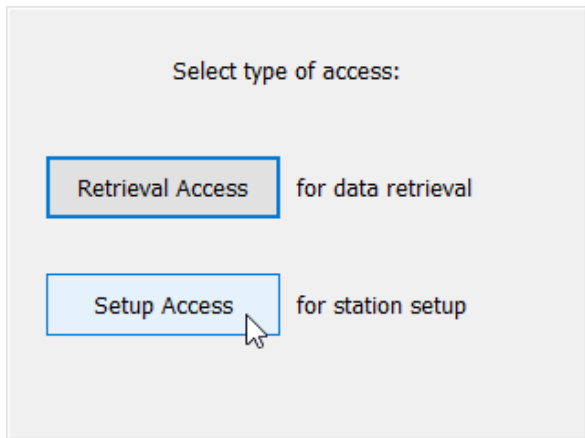 Select type of access:
Retrieval Access for data retrieval
Setup Access for station setup